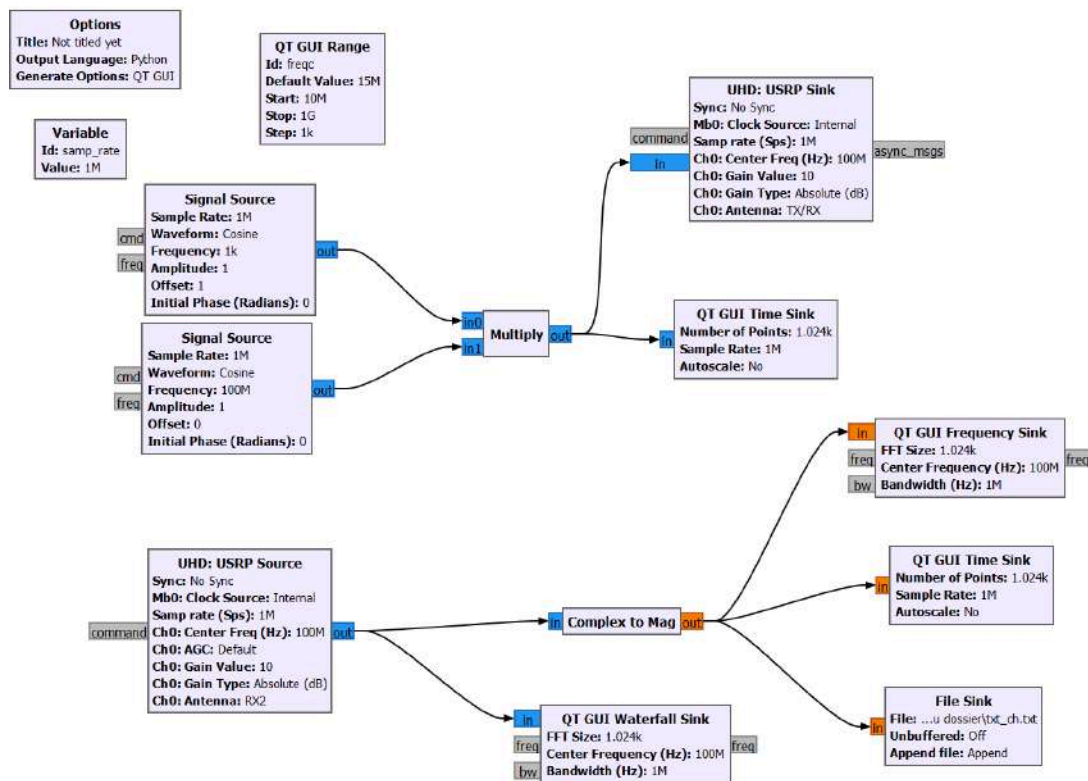 Options
Title: Not titled yet
Output Language: Python
Generate Options: QT GUI
QT GUI Range
Id: freqc
Default Value: 15M
Start: 10M
Stop: 1G
Step: 1k
Variable
Id: samp_rate
Value: 1M
UHD: USRP Sink
Sync: No Sync
Mb0: Clock Source: Internal
Samp rate (Sps): 1M
Ch0: Center Freq (Hz): 100M
Ch0: Gain Value: 10
Ch0: Gain Type: Absolute (dB)
Ch0: Antenna: TX/RX
command
in
async_msgs
Signal Source
Sample Rate: 1M
Waveform: Cosine
Frequency: 1k
Amplitude: 1
Offset: 1
Initial Phase (Radians): 0
cmd
freq
out
Signal Source
Sample Rate: 1M
Waveform: Cosine
Frequency: 100M
Amplitude: 1
Offset: 0
Initial Phase (Radians): 0
cmd
freq
out
in0
in1
Multiply
out
QT GUI Time Sink
Number of Points: 1.024k
Sample Rate: 1M
Autoscale: No
in
QT GUI Frequency Sink
FFT Size: 1.024k
Center Frequency (Hz): 100M
Bandwidth (Hz): 1M
in
freq
bw
freq
UHD: USRP Source
Sync: No Sync
Mb0: Clock Source: Internal
Samp rate (Sps): 1M
Ch0: Center Freq (Hz): 100M
Ch0: AGC: Default
Ch0: Gain Value: 10
Ch0: Gain Type: Absolute (dB)
Ch0: Antenna: RX2
command
out
in
Complex to Mag
out
QT GUI Time Sink
Number of Points: 1.024k
Sample Rate: 1M
Autoscale: No
in
File Sink
File: ...u dossier\txt_ch.txt
Unbuffered: Off
Append file: Append
in
QT GUI Waterfall Sink
FFT Size: 1.024k
Center Frequency (Hz): 100M
Bandwidth (Hz): 1M
in
freq
bw
freq